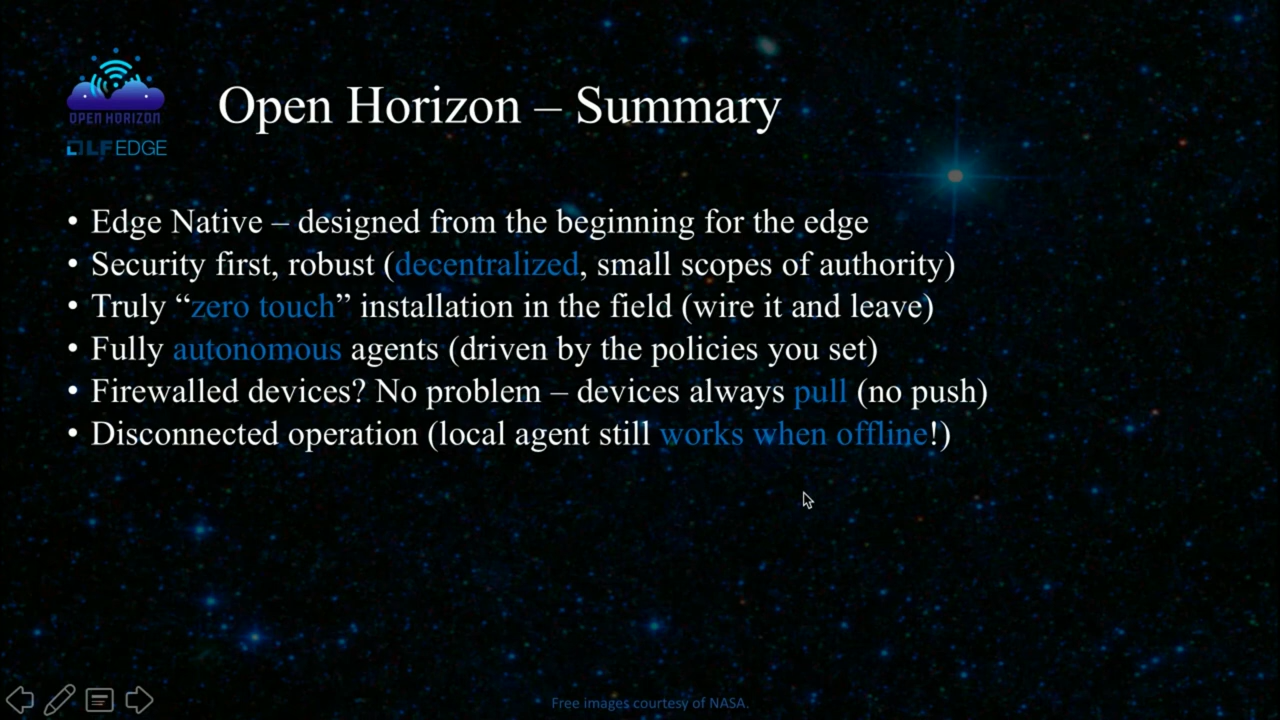 OPEN HORIZON
LF EDGE
Open Horizon – Summary
• Edge Native – designed from the beginning for the edge
• Security first, robust (decentralized, small scopes of authority)
• Truly “zero touch” installation in the field (wire it and leave)
• Fully autonomous agents (driven by the policies you set)
• Firewalled devices? No problem – devices always pull (no push)
• Disconnected operation (local agent still works when offline!)
Free images courtesy of NASA.